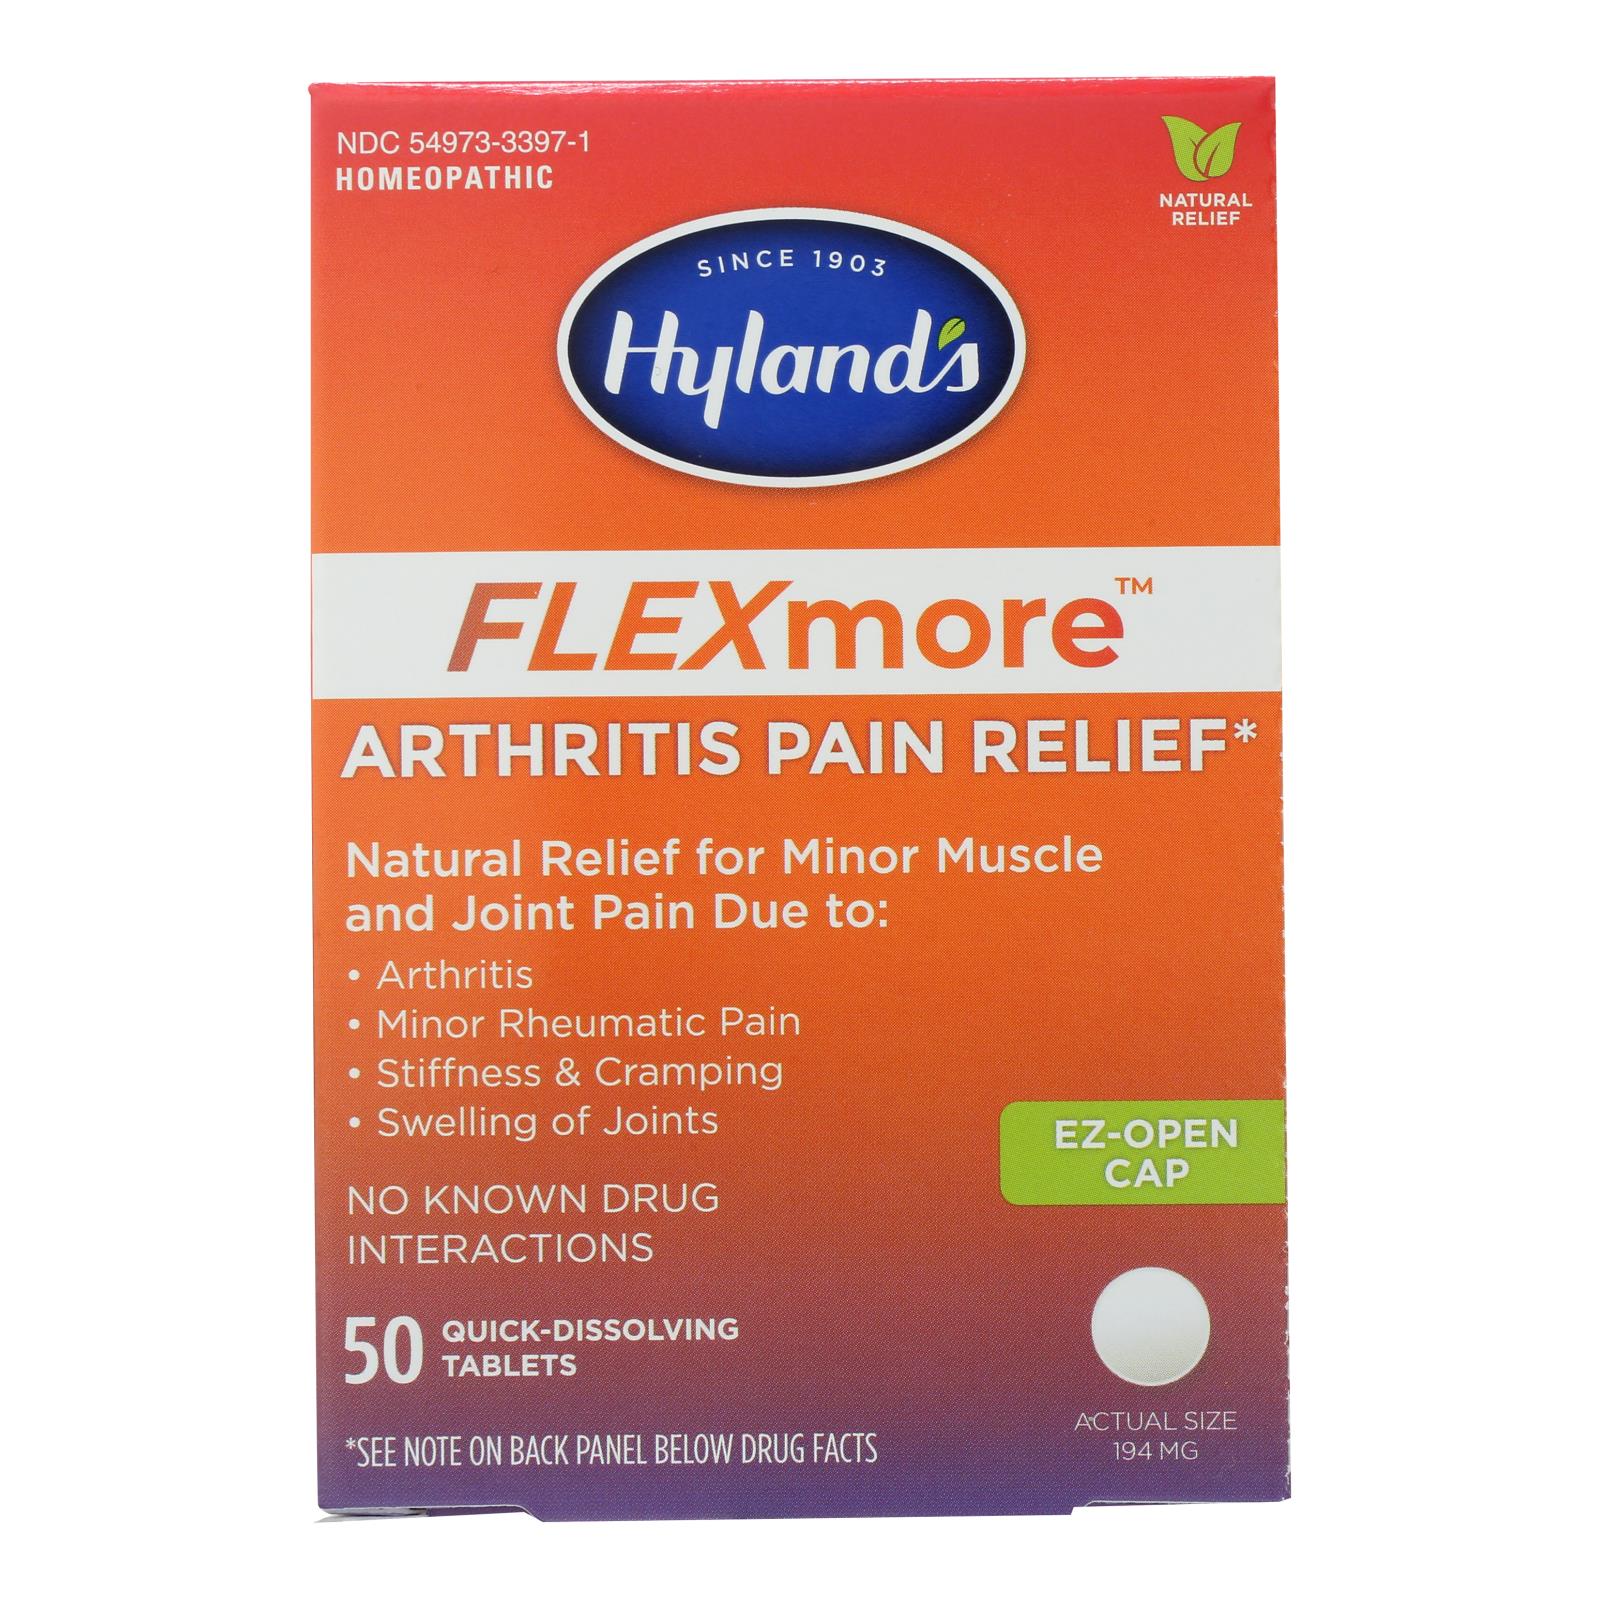 NDC 54973-3397-1
HOMEOPATHIC
NATURAL
RELIEF
SINCE 1903
Hyland's
FLEXmore™
ARTHRITIS PAIN RELIEF*
Natural Relief for Minor Muscle
and Joint Pain Due to:
• Arthritis
• Minor Rheumatic Pain
• Stiffness & Cramping
• Swelling of Joints
EZ-OPEN
CAP
NO KNOWN DRUG
INTERACTIONS
50 QUICK-DISSOLVING
TABLETS
ACTUAL SIZE
194 MG
*SEE NOTE ON BACK PANEL BELOW DRUG FACTS